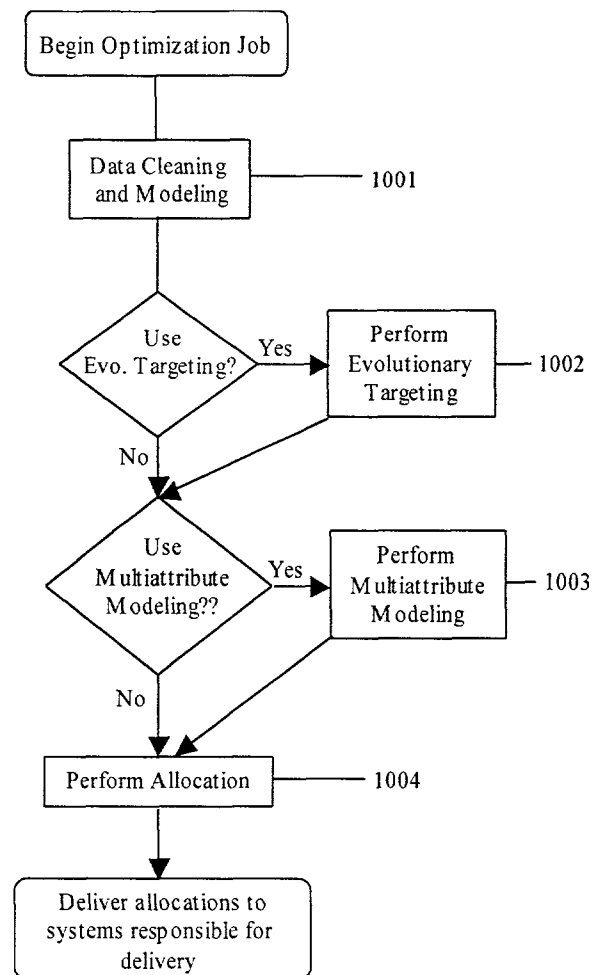 Begin Optimization Job
Data Cleaning
and Modeling
1001
Use
Evo. Targeting?
Yes
Perform
Evolutionary
Targeting
1002
No
Use
Multiattribute
Modeling??
Yes
Perform
Multiattribute
Modeling
1003
No
Perform Allocation
1004
Deliver allocations to
systems responsible for
delivery